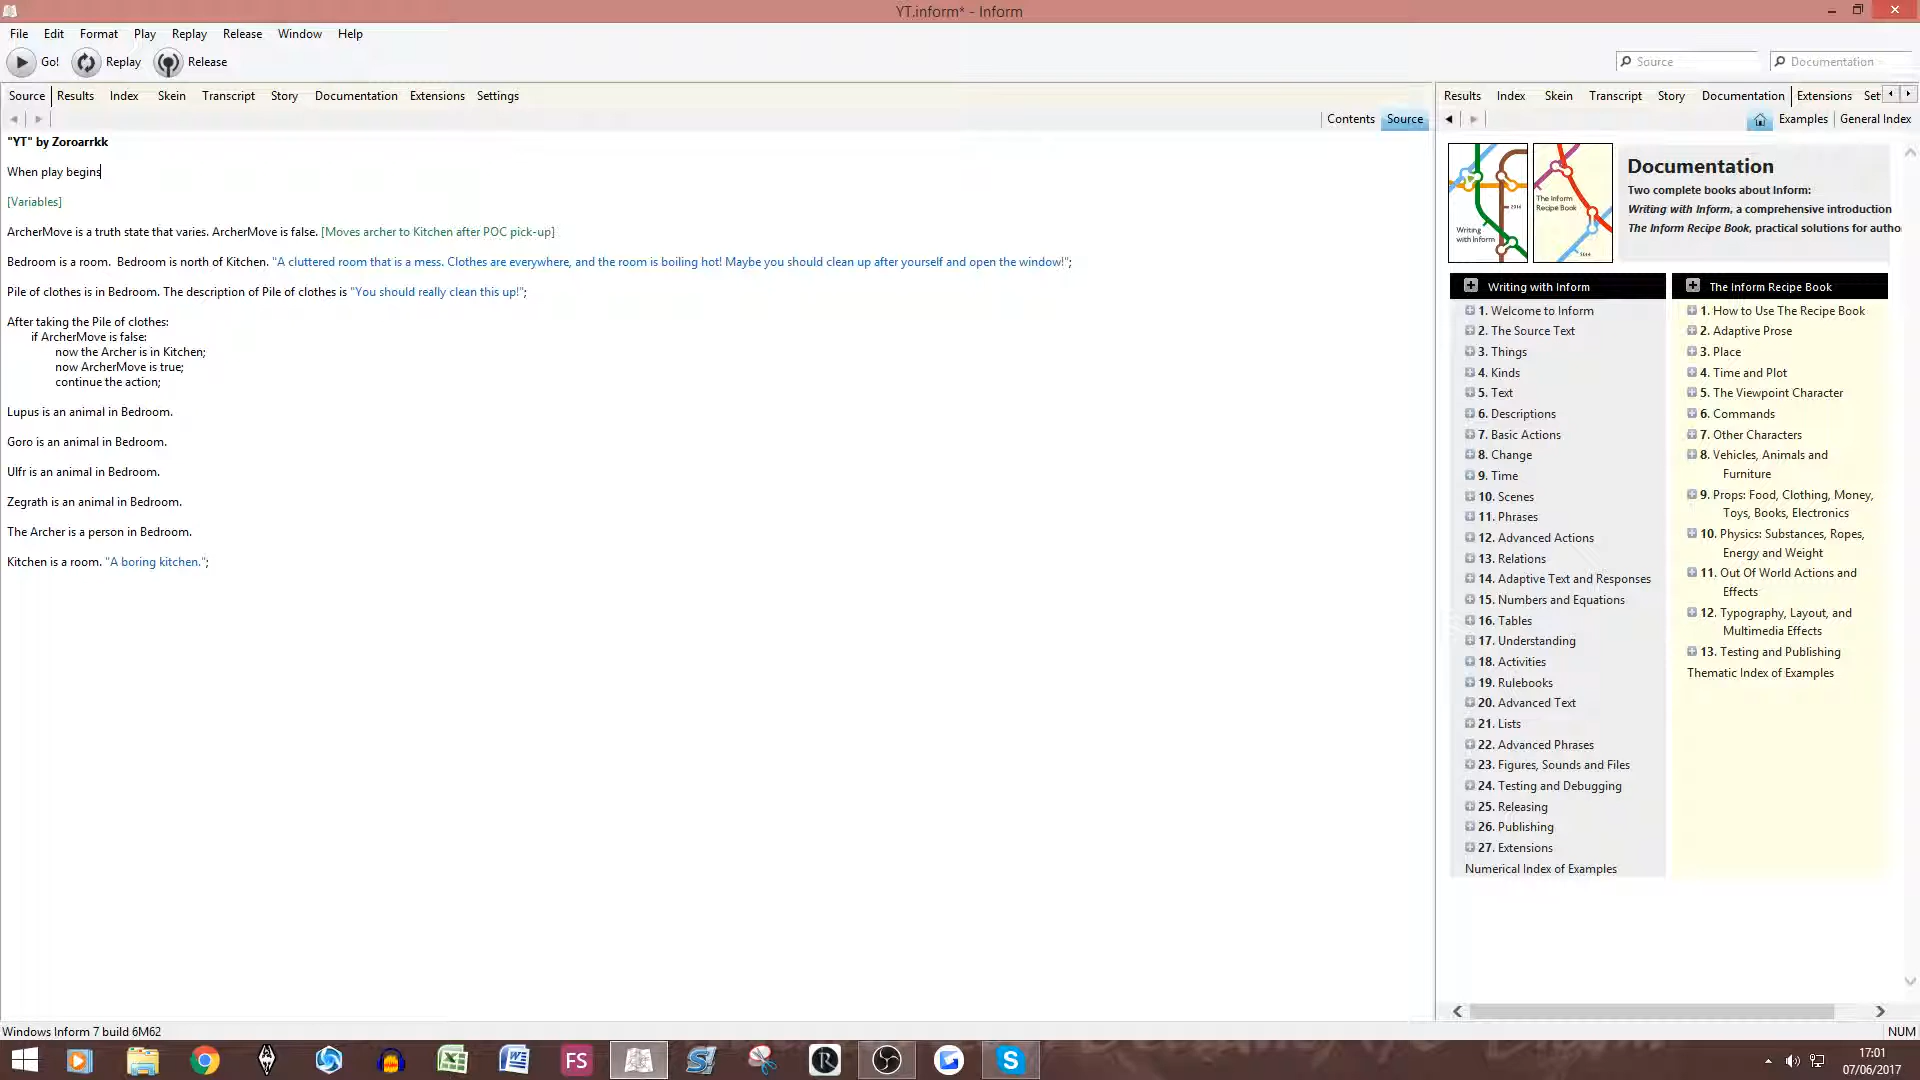 YT.inform* - Inform
File Edit Format Play Replay Release Window Help
Go! Replay Release
Source Documentation
Source Results Index Skein Transcript Story Documentation Extensions Settings
Contents Source
"YT" by Zoroarrkk
When play begins
[Variables]
ArcherMove is a truth state that varies. ArcherMove is false. [Moves archer to Kitchen after POC pick-up]
Bedroom is a room.  Bedroom is north of Kitchen. "A cluttered room that is a mess. Clothes are everywhere, and the room is boiling hot! Maybe you should clean up after yourself and open the window!";
Pile of clothes is in Bedroom. The description of Pile of clothes is "You should really clean this up!";
After taking the Pile of clothes:
if ArcherMove is false:
now the Archer is in Kitchen;
now ArcherMove is true;
continue the action;
Lupus is an animal in Bedroom.
Goro is an animal in Bedroom.
Ulfr is an animal in Bedroom.
Zegrath is an animal in Bedroom.
The Archer is a person in Bedroom.
Kitchen is a room. "A boring kitchen.";
Results Index Skein Transcript Story Documentation Extensions Set
Examples General Index
Writing
with Inform
The Inform
Recipe Book
Documentation
Two complete books about Inform:
Writing with Inform, a comprehensive introduction
The Inform Recipe Book, practical solutions for autho
Writing with Inform
1. Welcome to Inform
2. The Source Text
3. Things
4. Kinds
5. Text
6. Descriptions
7. Basic Actions
8. Change
9. Time
10. Scenes
11. Phrases
12. Advanced Actions
13. Relations
14. Adaptive Text and Responses
15. Numbers and Equations
16. Tables
17. Understanding
18. Activities
19. Rulebooks
20. Advanced Text
21. Lists
22. Advanced Phrases
23. Figures, Sounds and Files
24. Testing and Debugging
25. Releasing
26. Publishing
27. Extensions
Numerical Index of Examples
The Inform Recipe Book
1. How to Use The Recipe Book
2. Adaptive Prose
3. Place
4. Time and Plot
5. The Viewpoint Character
6. Commands
7. Other Characters
8. Vehicles, Animals and
Furniture
9. Props: Food, Clothing, Money,
Toys, Books, Electronics
10. Physics: Substances, Ropes,
Energy and Weight
11. Out Of World Actions and
Effects
12. Typography, Layout, and
Multimedia Effects
13. Testing and Publishing
Thematic Index of Examples
Windows Inform 7 build 6M62
NUM
FS
17:01
07/06/2017